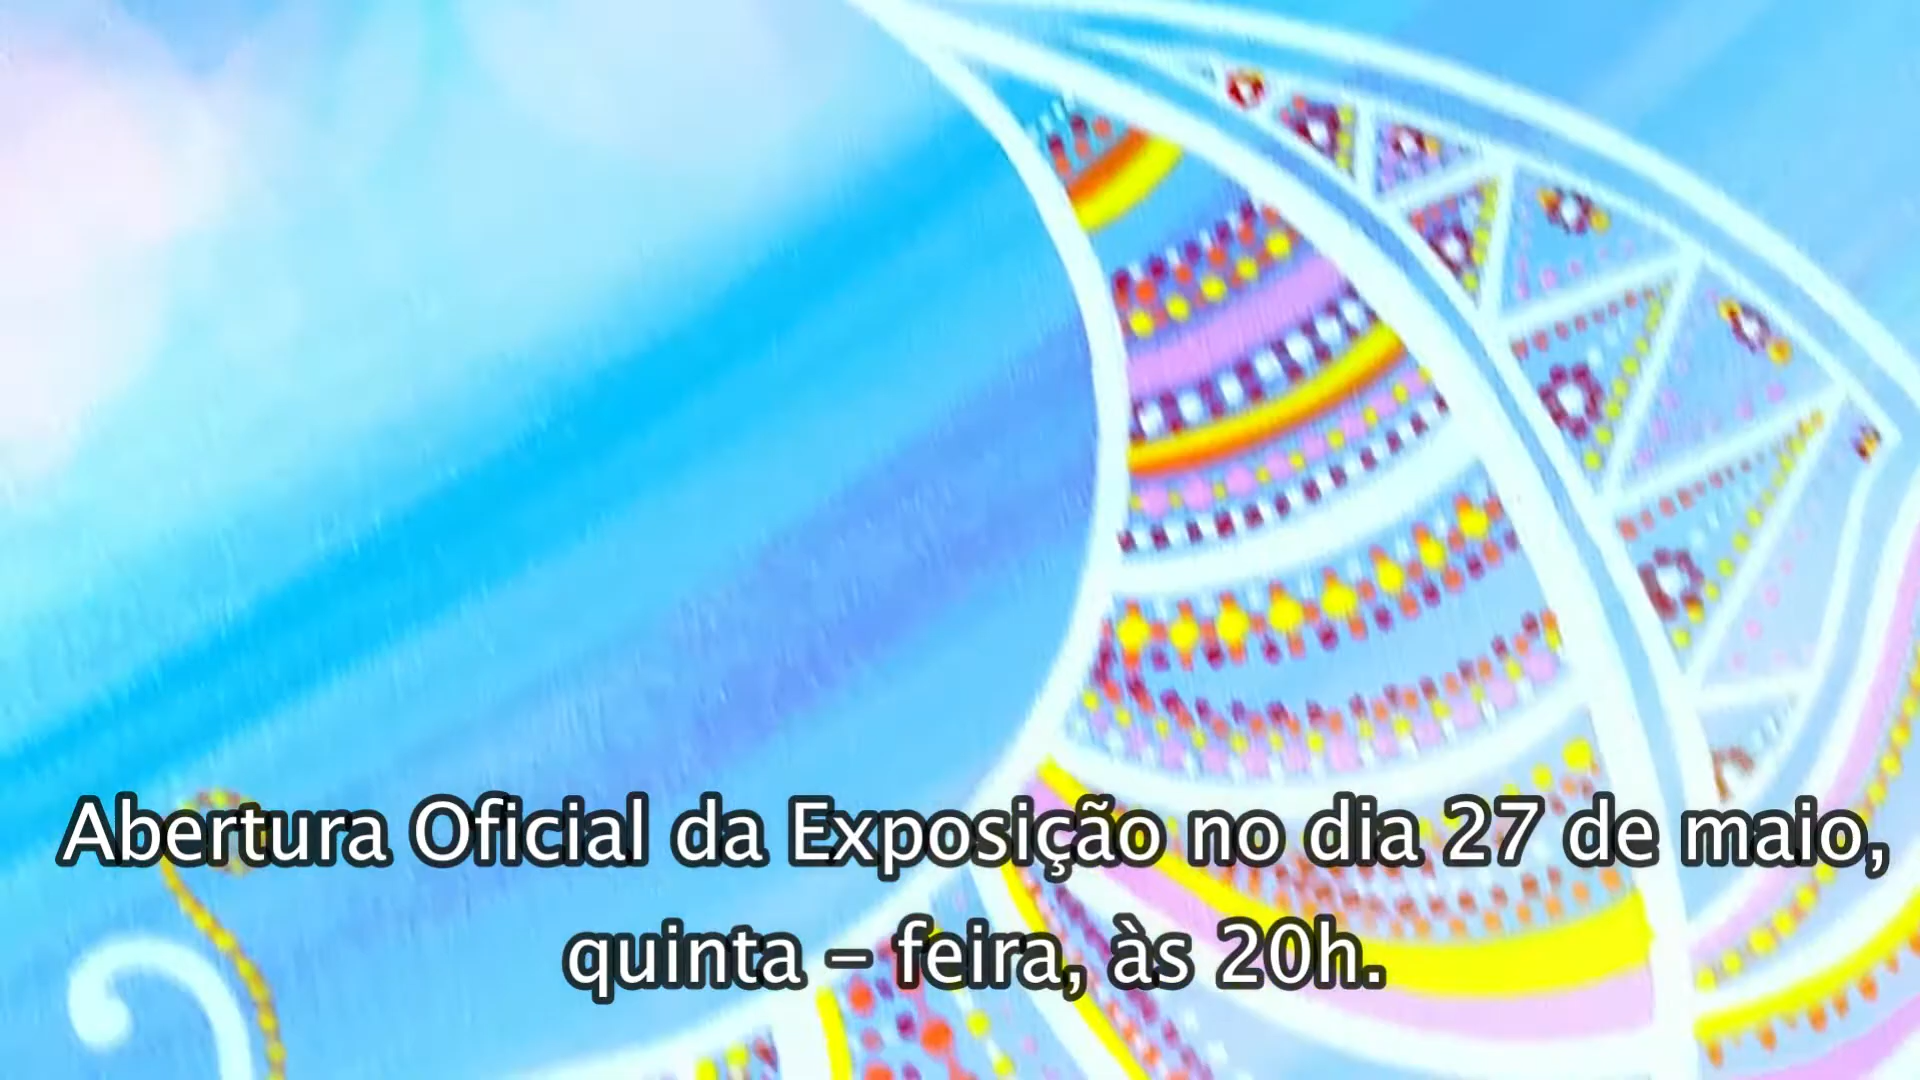 Abertura Oficial da Exposição no dia 27 de maio,
quinta – feira, às 20h.